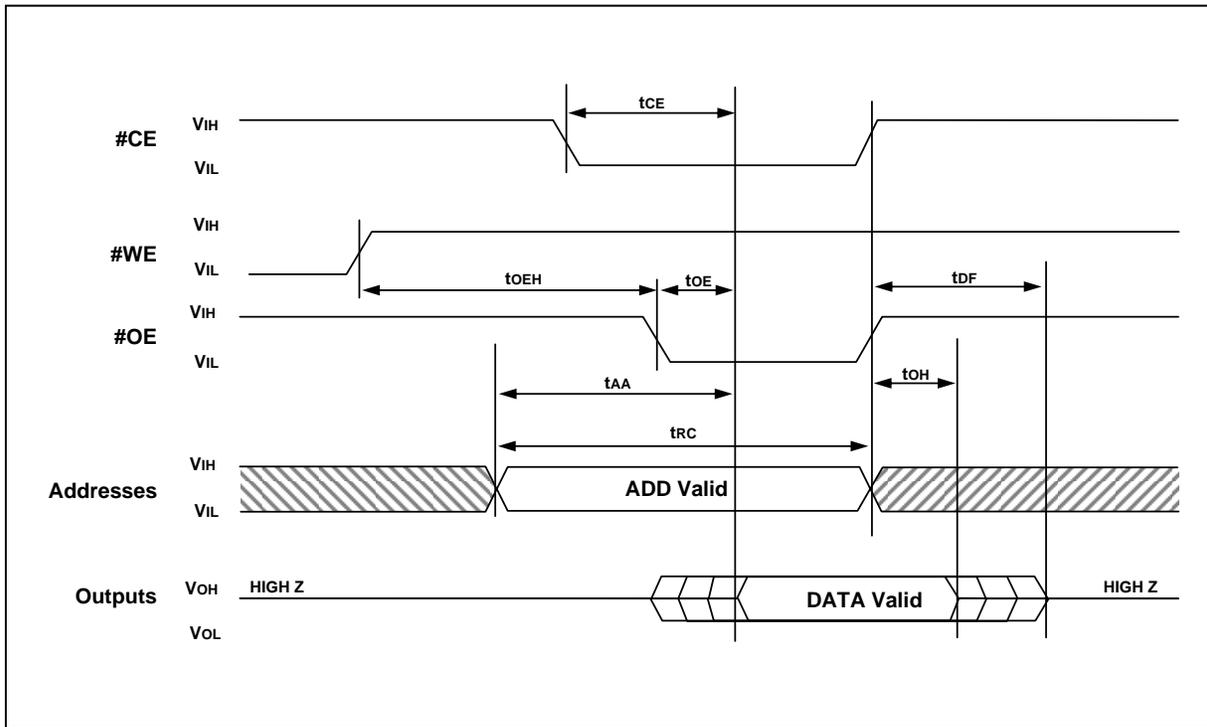 tCE
#CE
VIH
VIL
#WE
VIH
VIL
tOEH
tOE
tDF
#OE
VIH
VIL
tAA
tOH
tRC
Addresses
VIH
VIL
ADD Valid
Outputs
VOH
VOL
HIGH Z
DATA Valid
HIGH Z